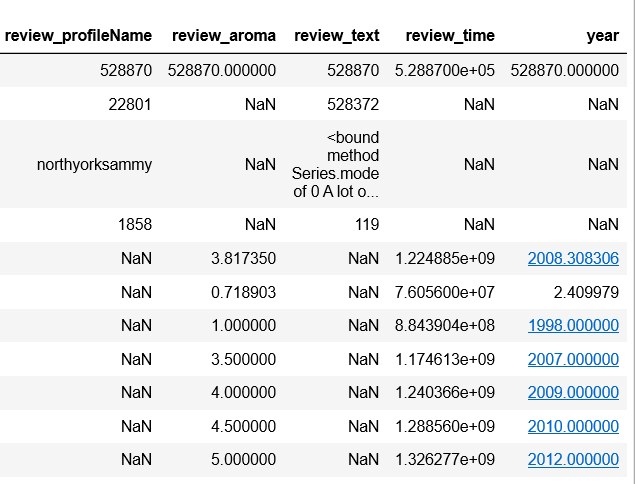 review_profileName review_aroma review_text review_time year
528870 528870.000000 528870 5.288700e+05 528870.000000
22801 NaN 528372 NaN NaN
northyorksammy NaN <bound method Series.mode of 0 A lot o... NaN NaN
1858 NaN 119 NaN NaN
NaN 3.817350 NaN 1.224885e+09 2008.308306
NaN 0.718903 NaN 7.605600e+07 2.409979
NaN 1.000000 NaN 8.843904e+08 1998.000000
NaN 3.500000 NaN 1.174613e+09 2007.000000
NaN 4.000000 NaN 1.240366e+09 2009.000000
NaN 4.500000 NaN 1.288560e+09 2010.000000
NaN 5.000000 NaN 1.326277e+09 2012.000000